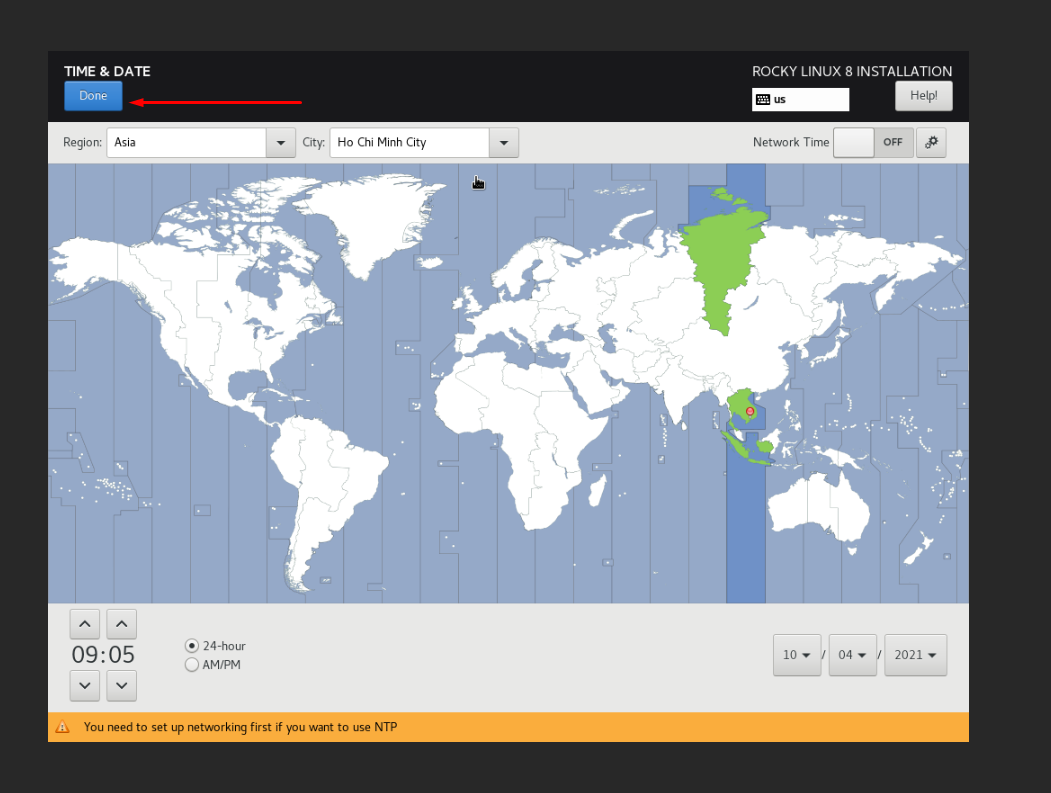 TIME & DATE
ROCKY LINUX 8 INSTALLATION
Done
us
Help!
Region: Asia City: Ho Chi Minh City Network Time OFF
09:05
24-hour
AM/PM
10 / 04 / 2021
You need to set up networking first if you want to use NTP